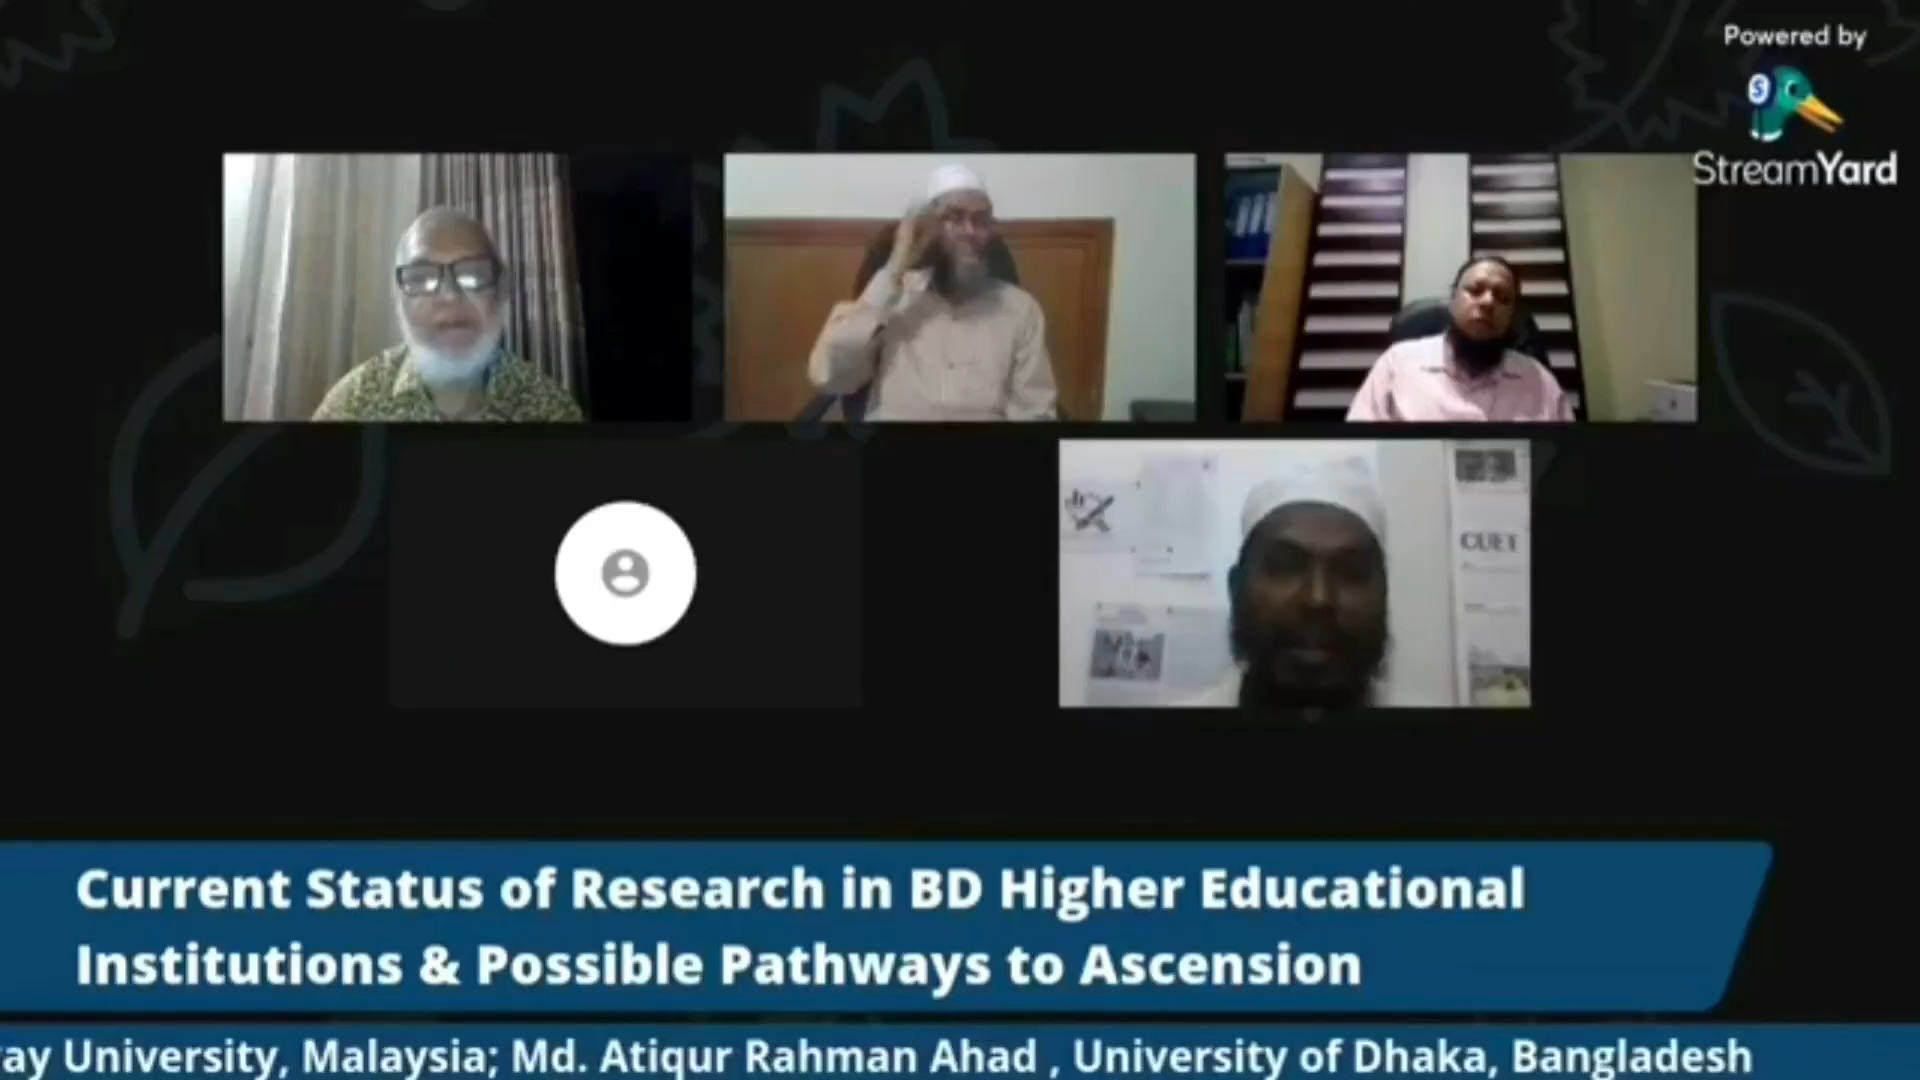 Powered by
StreamYard
CUET
Current Status of Research in BD Higher Educational
Institutions & Possible Pathways to Ascension
ay University, Malaysia; Md. Atiqur Rahman Ahad , University of Dhaka, Bangladesh